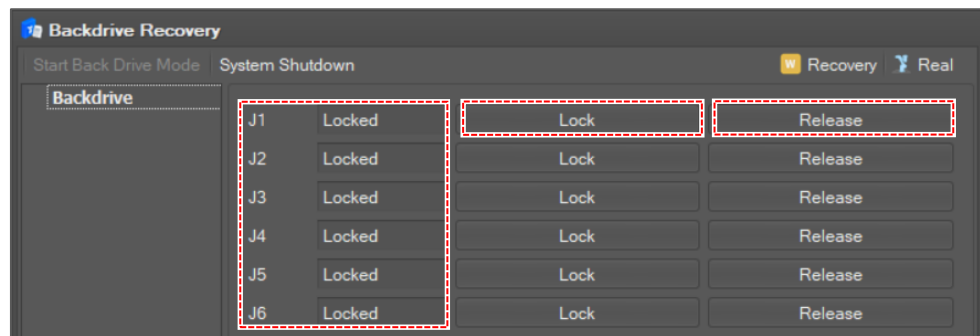 Backdrive Recovery
Start Back Drive Mode System Shutdown W Recovery Real
Backdrive
J1 Locked Lock Release
J2 Locked Lock Release
J3 Locked Lock Release
J4 Locked Lock Release
J5 Locked Lock Release
J6 Locked Lock Release